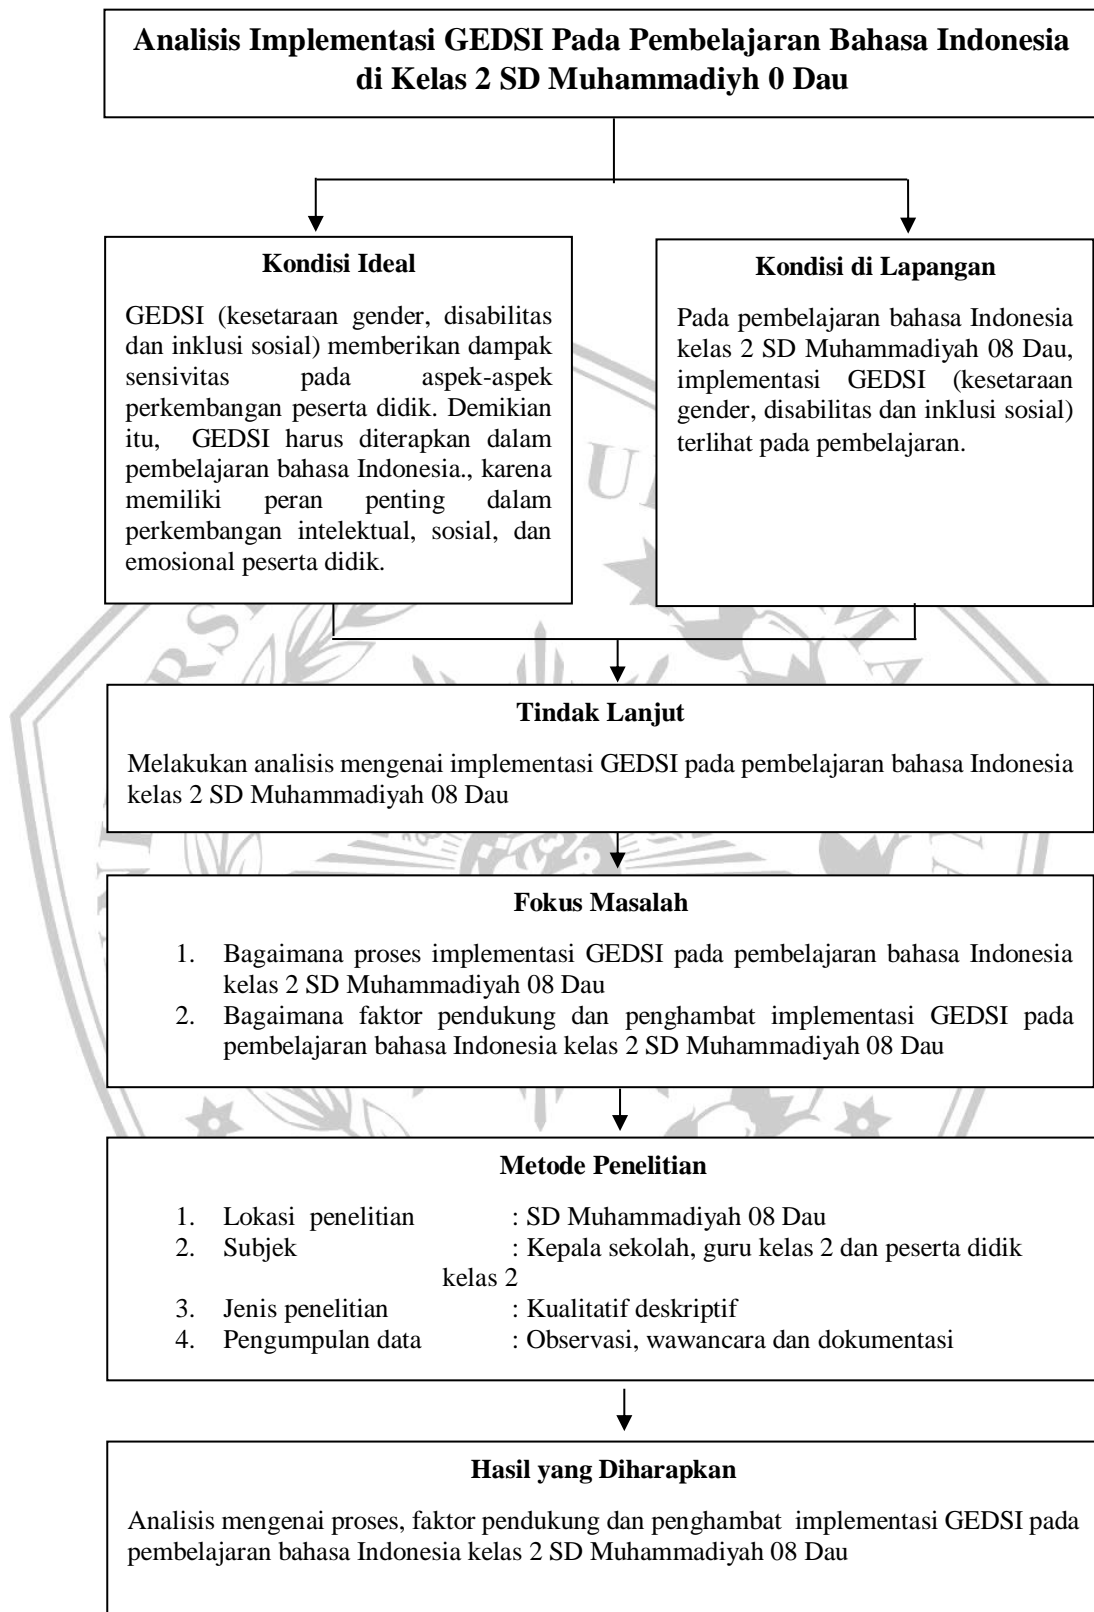 Analisis Implementasi GEDSI Pada Pembelajaran Bahasa Indonesia
di Kelas 2 SD Muhammadiyh 0 Dau
Kondisi Ideal
GEDSI (kesetaraan gender, disabilitas
dan inklusi sosial) memberikan dampak
sensivitas pada aspek-aspek
perkembangan peserta didik. Demikian
itu, GEDSI harus diterapkan dalam
pembelajaran bahasa Indonesia., karena
memiliki peran penting dalam
perkembangan intelektual, sosial, dan
emosional peserta didik.
Kondisi di Lapangan
Pada pembelajaran bahasa Indonesia
kelas 2 SD Muhammadiyah 08 Dau,
implementasi GEDSI (kesetaraan
gender, disabilitas dan inklusi sosial)
terlihat pada pembelajaran.
Tindak Lanjut
Melakukan analisis mengenai implementasi GEDSI pada pembelajaran bahasa Indonesia
kelas 2 SD Muhammadiyah 08 Dau
Fokus Masalah
1. Bagaimana proses implementasi GEDSI pada pembelajaran bahasa Indonesia
kelas 2 SD Muhammadiyah 08 Dau
2. Bagaimana faktor pendukung dan penghambat implementasi GEDSI pada
pembelajaran bahasa Indonesia kelas 2 SD Muhammadiyah 08 Dau
Metode Penelitian
1. Lokasi penelitian : SD Muhammadiyah 08 Dau
2. Subjek : Kepala sekolah, guru kelas 2 dan peserta didik
kelas 2
3. Jenis penelitian : Kualitatif deskriptif
4. Pengumpulan data : Observasi, wawancara dan dokumentasi
Hasil yang Diharapkan
Analisis mengenai proses, faktor pendukung dan penghambat implementasi GEDSI pada
pembelajaran bahasa Indonesia kelas 2 SD Muhammadiyah 08 Dau